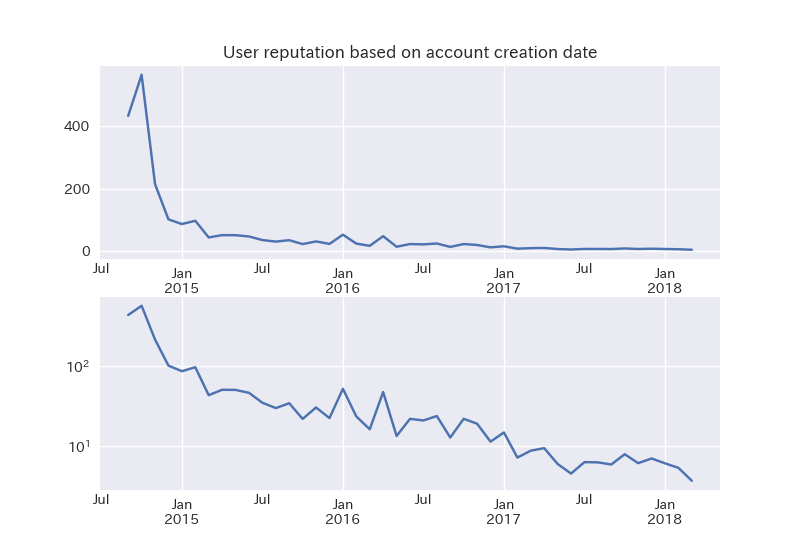 User reputation based on account creation date
400
200
0
Jul Jan Jul Jan Jul Jan Jul Jan
2015 2016 2017 2018
10²
10¹
Jul Jan Jul Jan Jul Jan Jul Jan
2015 2016 2017 2018